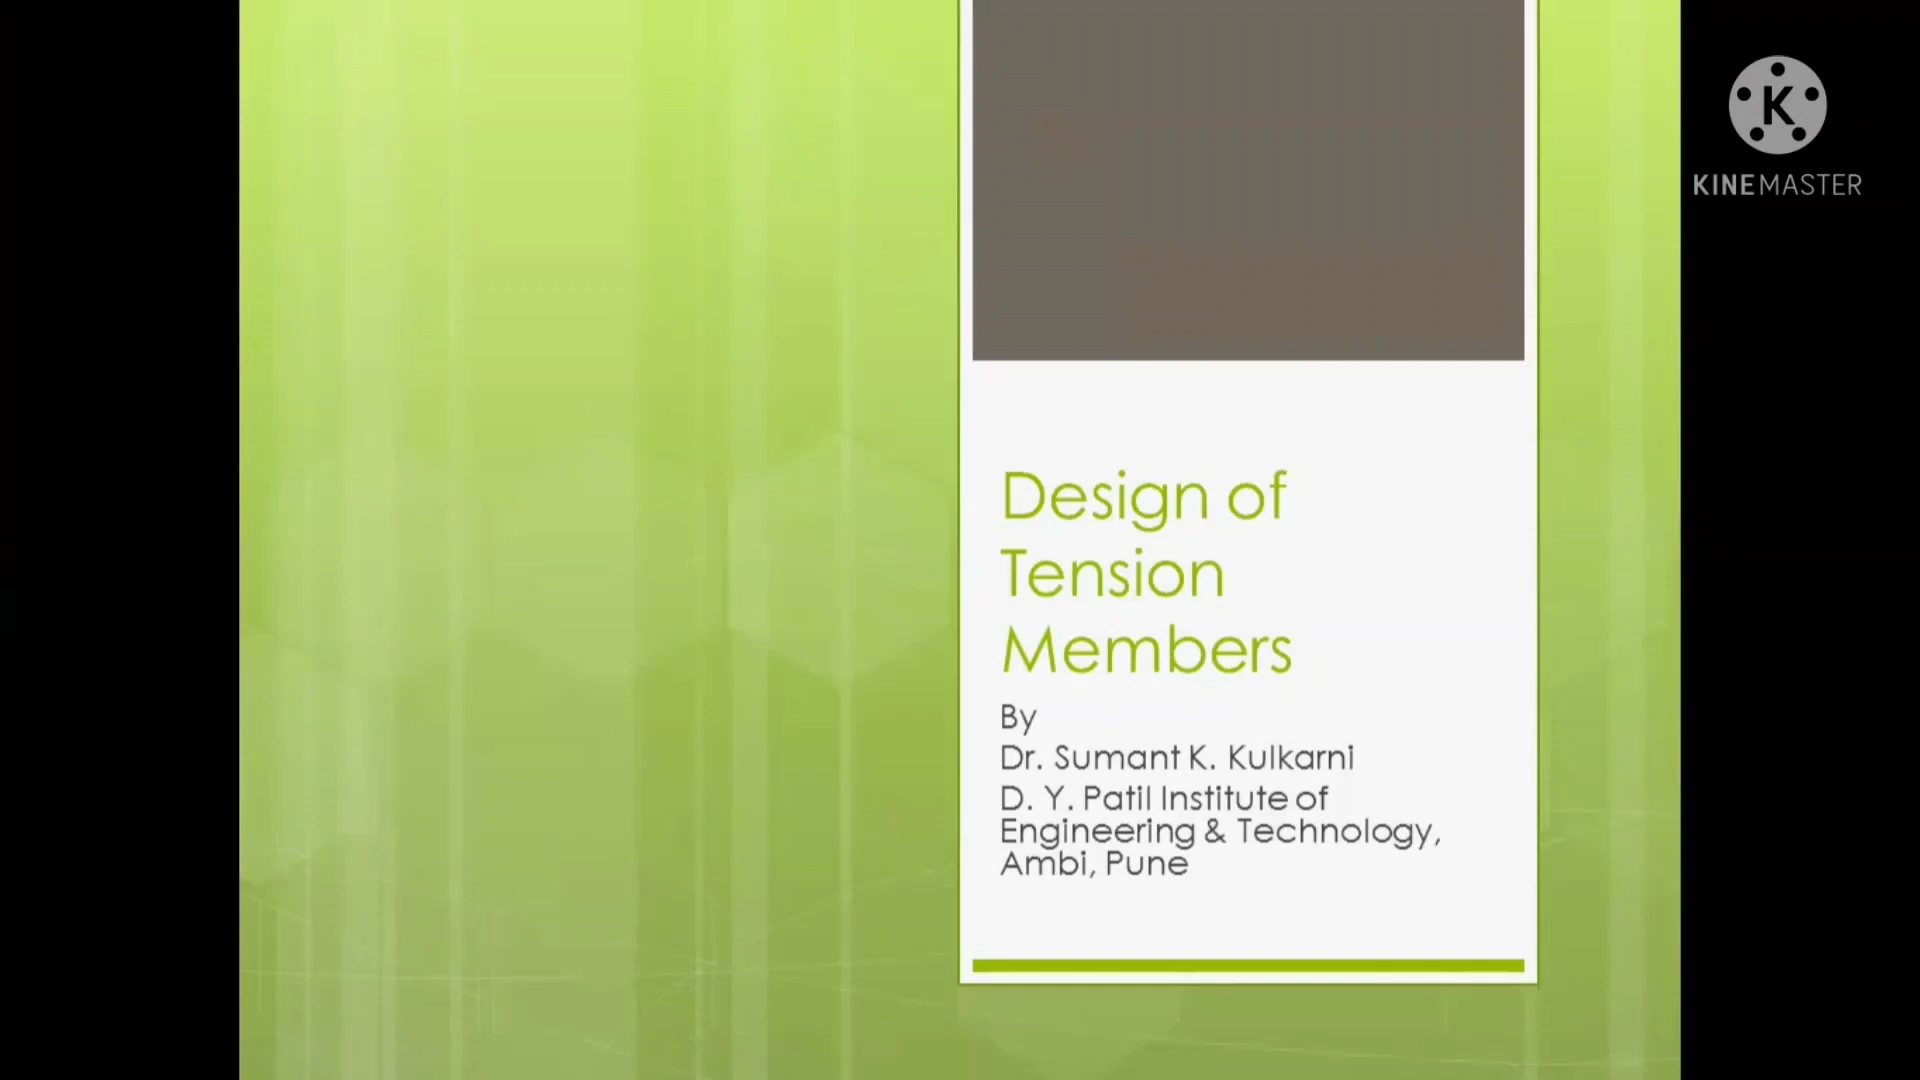 K
KINEMASTER
Design of
Tension
Members
By
Dr. Sumant K. Kulkarni
D. Y. Patil Institute of
Engineering & Technology,
Ambi, Pune